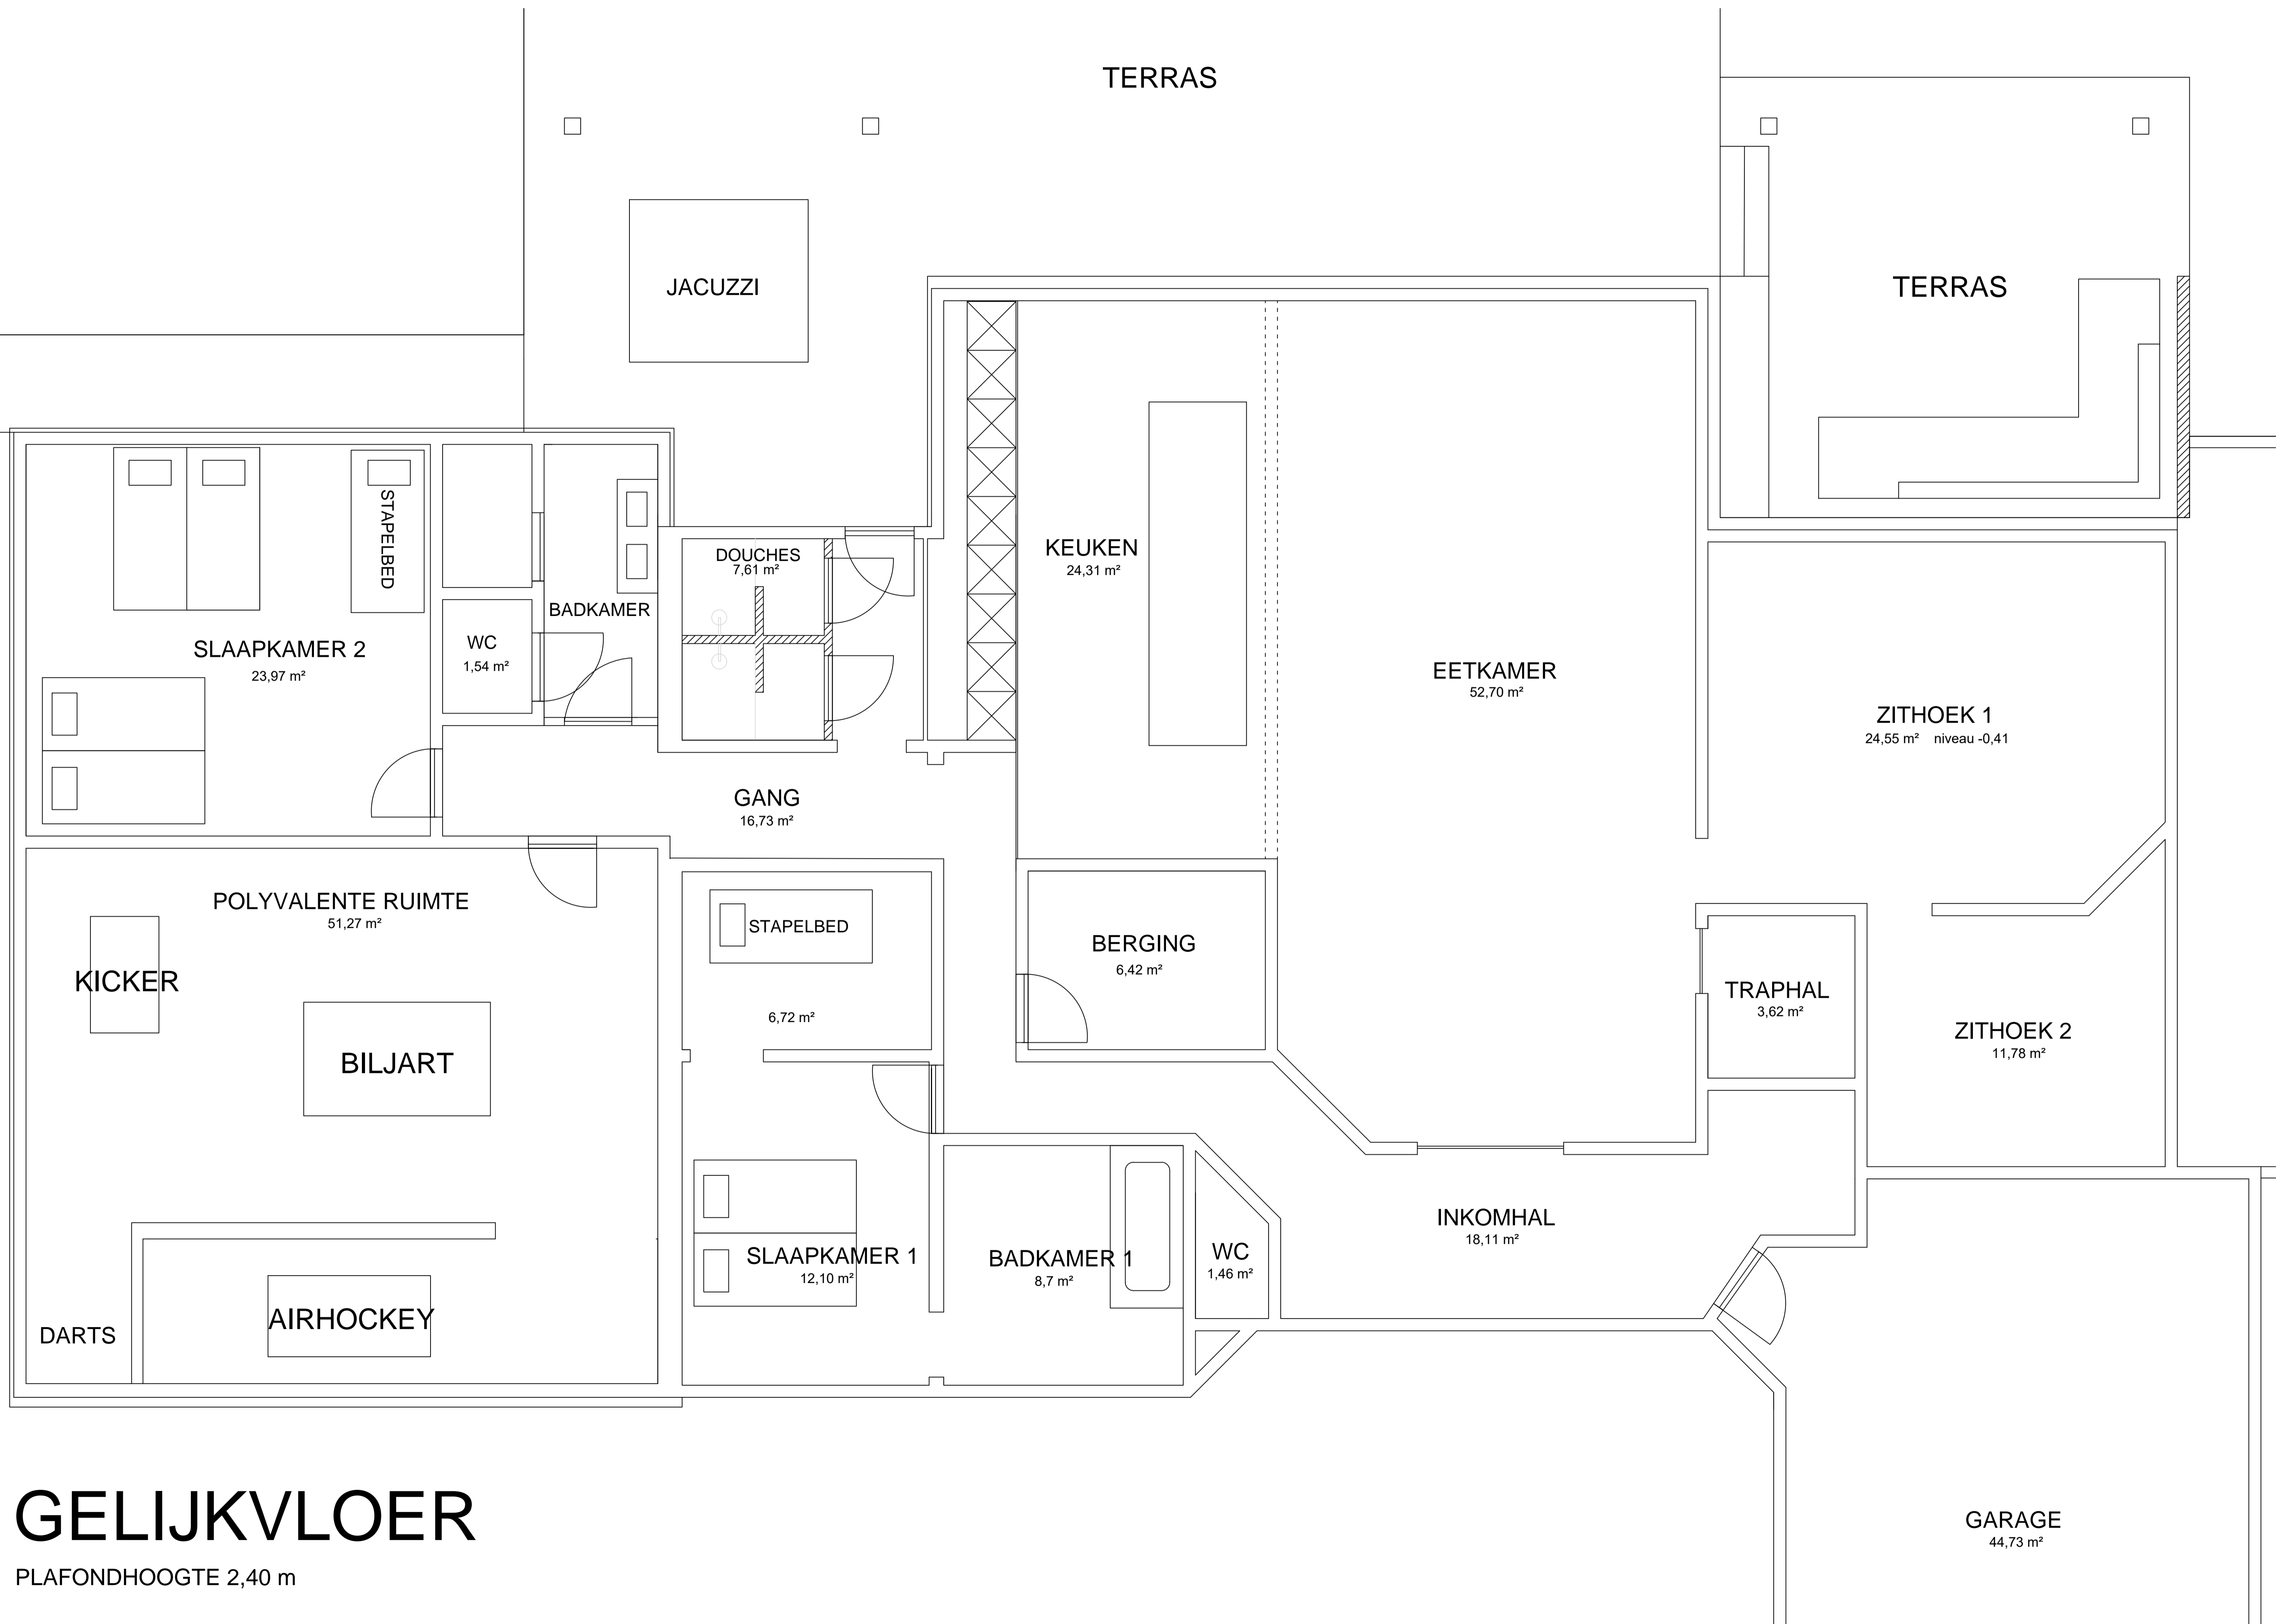 TERRAS
JACUZZI
TERRAS
DOUCHES
7,61 m²
KEUKEN
24,31 m²
STAPELBED
BADKAMER
WC
1,54 m²
SLAAPKAMER 2
23,97 m²
EETKAMER
52,70 m²
ZITHOEK 1
24,55 m² niveau -0,41
GANG
16,73 m²
POLYVALENTE RUIMTE
51,27 m²
STAPELBED
BERGING
6,42 m²
KICKER
TRAPHAL
3,62 m²
6,72 m²
ZITHOEK 2
11,78 m²
BILJART
INKOMHAL
18,11 m²
SLAAPKAMER 1
12,10 m²
BADKAMER 1
8,7 m²
WC
1,46 m²
AIRHOCKEY
DARTS
GELIJKVLOER
PLAFONDHOOGTE 2,40 m
GARAGE
44,73 m²